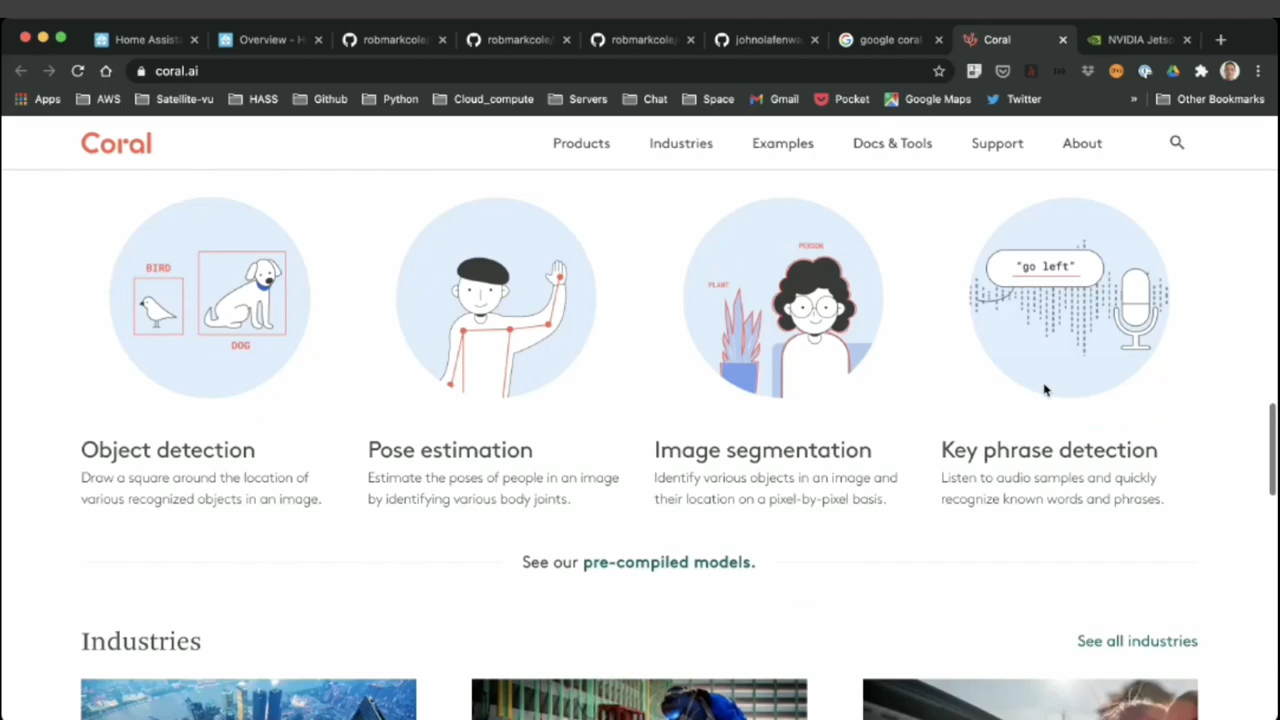 Home Assist
Overview - H
robmarkcole/
robmarkcole/
robmarkcole/
johnolafenwa
google coral
Coral
NVIDIA Jets
coral.ai
Apps
AWS
Satellite-vu
HASS
Github
Python
Cloud_compute
Servers
Chat
Space
Gmail
Pocket
Google Maps
Twitter
»
Other Bookmarks
Coral
Products
Industries
Examples
Docs & Tools
Support
About
BIRD
DOG
PLANT
PERSON
"go left"
Object detection
Draw a square around the location of
various recognized objects in an image.
Pose estimation
Estimate the poses of people in an image
by identifying various body joints.
Image segmentation
Identify various objects in an image and
their location on a pixel-by-pixel basis.
Key phrase detection
Listen to audio samples and quickly
recognize known words and phrases.
See our pre-compiled models.
Industries
See all industries